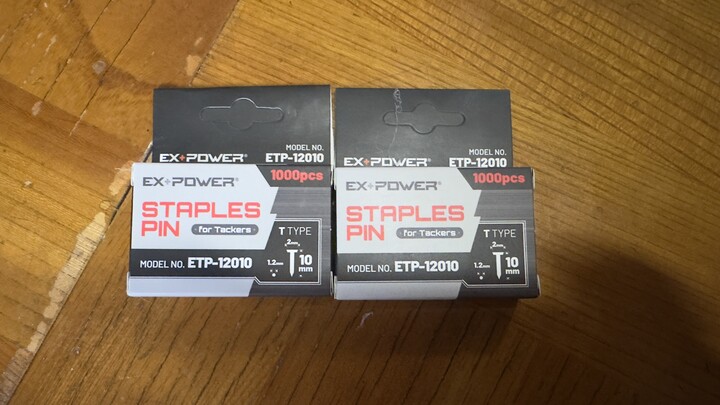 MODEL NO.
EX+POWER® ETP-12010
EX+POWER® 1000pcs
STAPLES
PIN for Tackers
T TYPE
2mm
1.2mm 10
mm
MODEL NO. ETP-12010
MODEL NO.
EX+POWER® ETP-12010
EX+POWER® 1000pcs
STAPLES
PIN for Tackers
T TYPE
2mm
1.2mm 10
mm
MODEL NO. ETP-12010